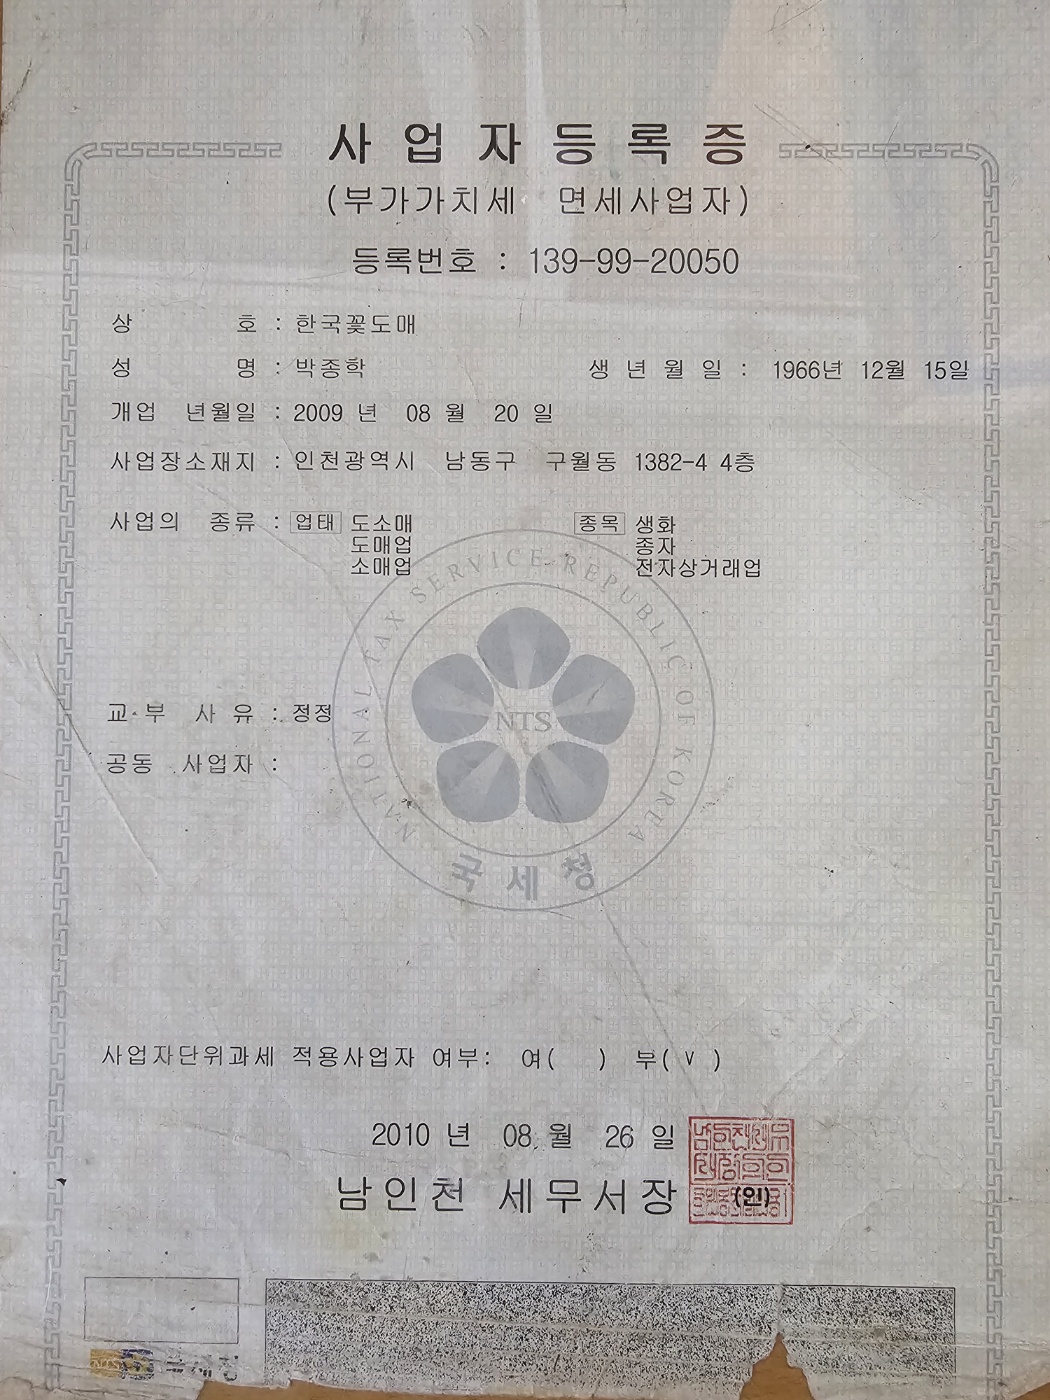 사업자등록증
(부가가치세 면세사업자)
등록번호 : 139-99-20050
상 호 : 한국꽃도매
성 명 : 박종학 생 년 월 일 : 1966년 12월 15일
개업 년월일 : 2009 년 08 월 20 일
사업장소재지 : 인천광역시 남동구 구월동 1382-4 4층
사업의 종류 : 업태 도소매 종목 생화
도매업 종자
소매업 전자상거래업
NATIONAL TAX SERVICE REPUBLIC OF KOREA
NTS
국세청
교부 사유 : 정정
공동 사업자 :
사업자단위과세 적용사업자 여부: 여( ) 부( v )
2010 년 08 월 26 일
남인천 세무서장 (인)
NTS 국세청